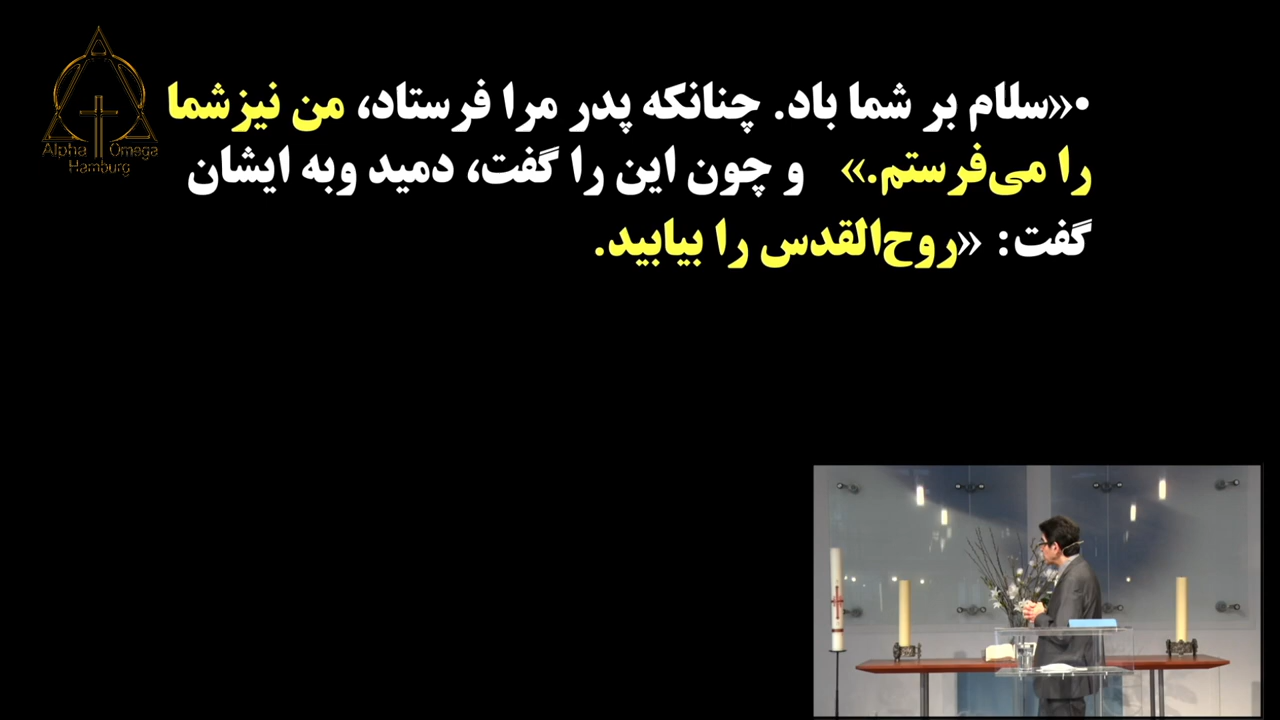 •«سلام بر شما باد. چنانکه پدر مرا فرستاد، من نیزشما
را می‌فرستم.» و چون این را گفت، دمید وبه ایشان
گفت: «روح‌القدس را بیابید.
Alpha Omega
Hamburg